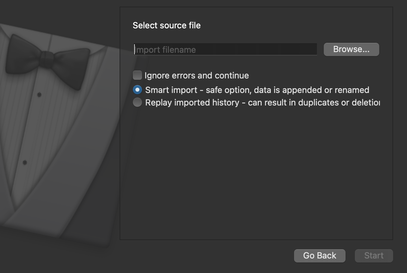 Select source file
Import filename
Browse...
Ignore errors and continue
Smart import - safe option, data is appended or renamed
Replay imported history - can result in duplicates or
Go Back
Start